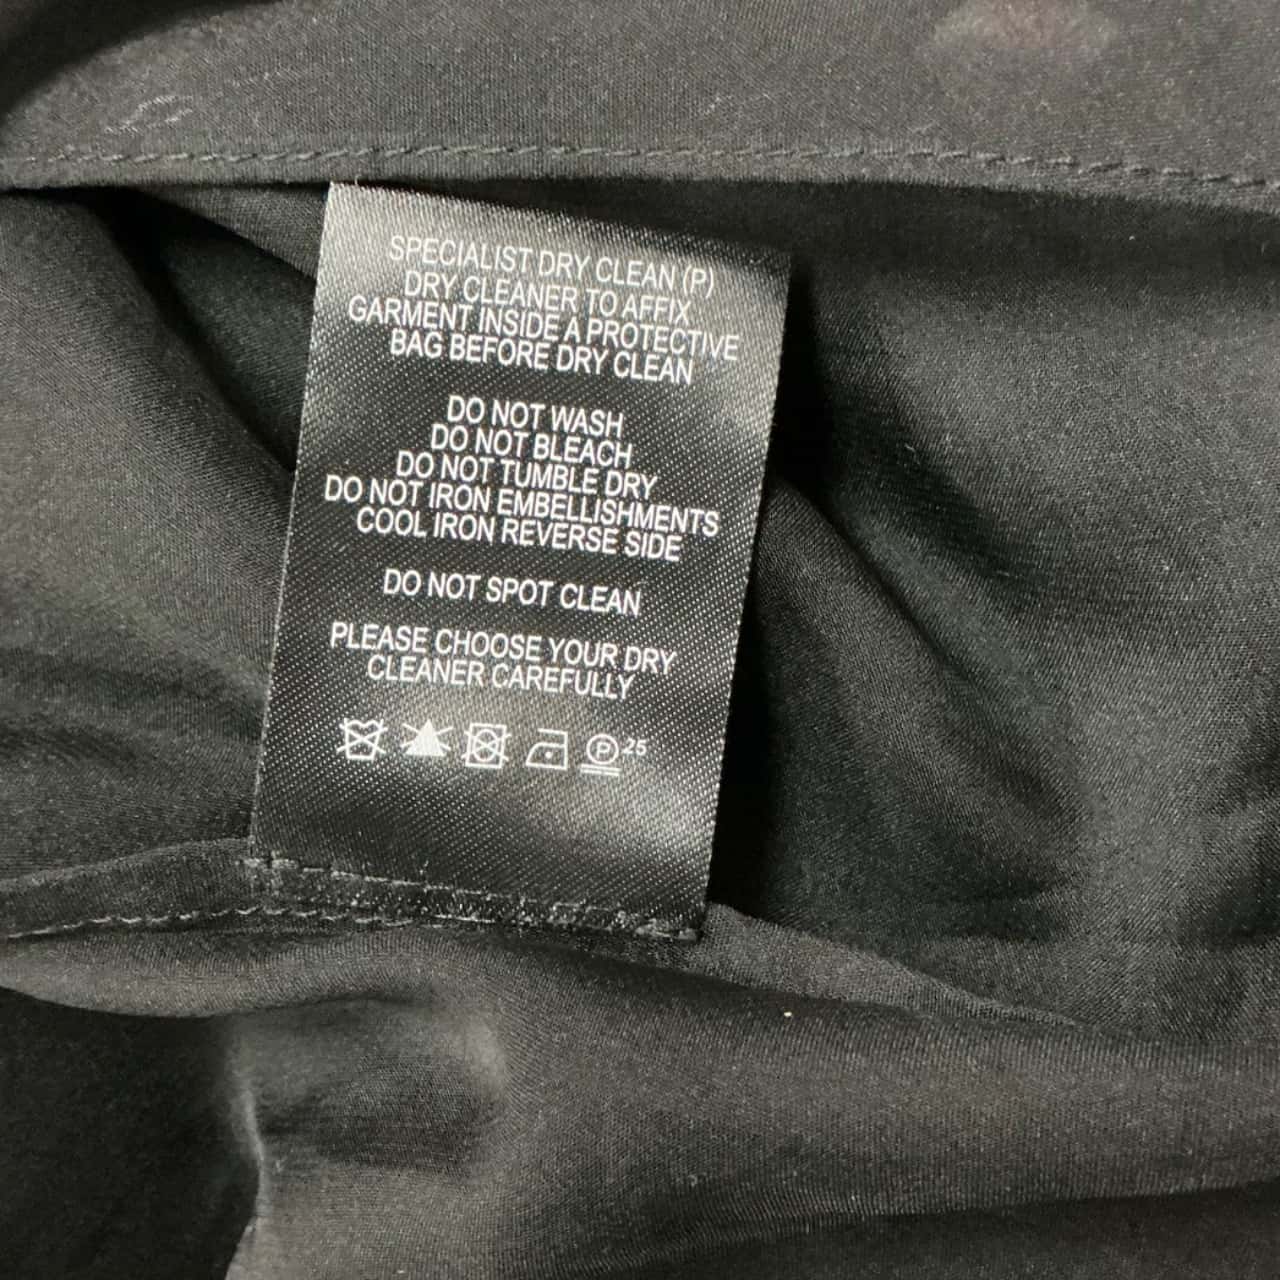 SPECIALIST DRY CLEAN (P)
DRY CLEANER TO AFFIX
GARMENT INSIDE A PROTECTIVE
BAG BEFORE DRY CLEAN
DO NOT WASH
DO NOT BLEACH
DO NOT TUMBLE DRY
DO NOT IRON EMBELLISHMENTS
COOL IRON REVERSE SIDE
DO NOT SPOT CLEAN
PLEASE CHOOSE YOUR DRY
CLEANER CAREFULLY
P 25